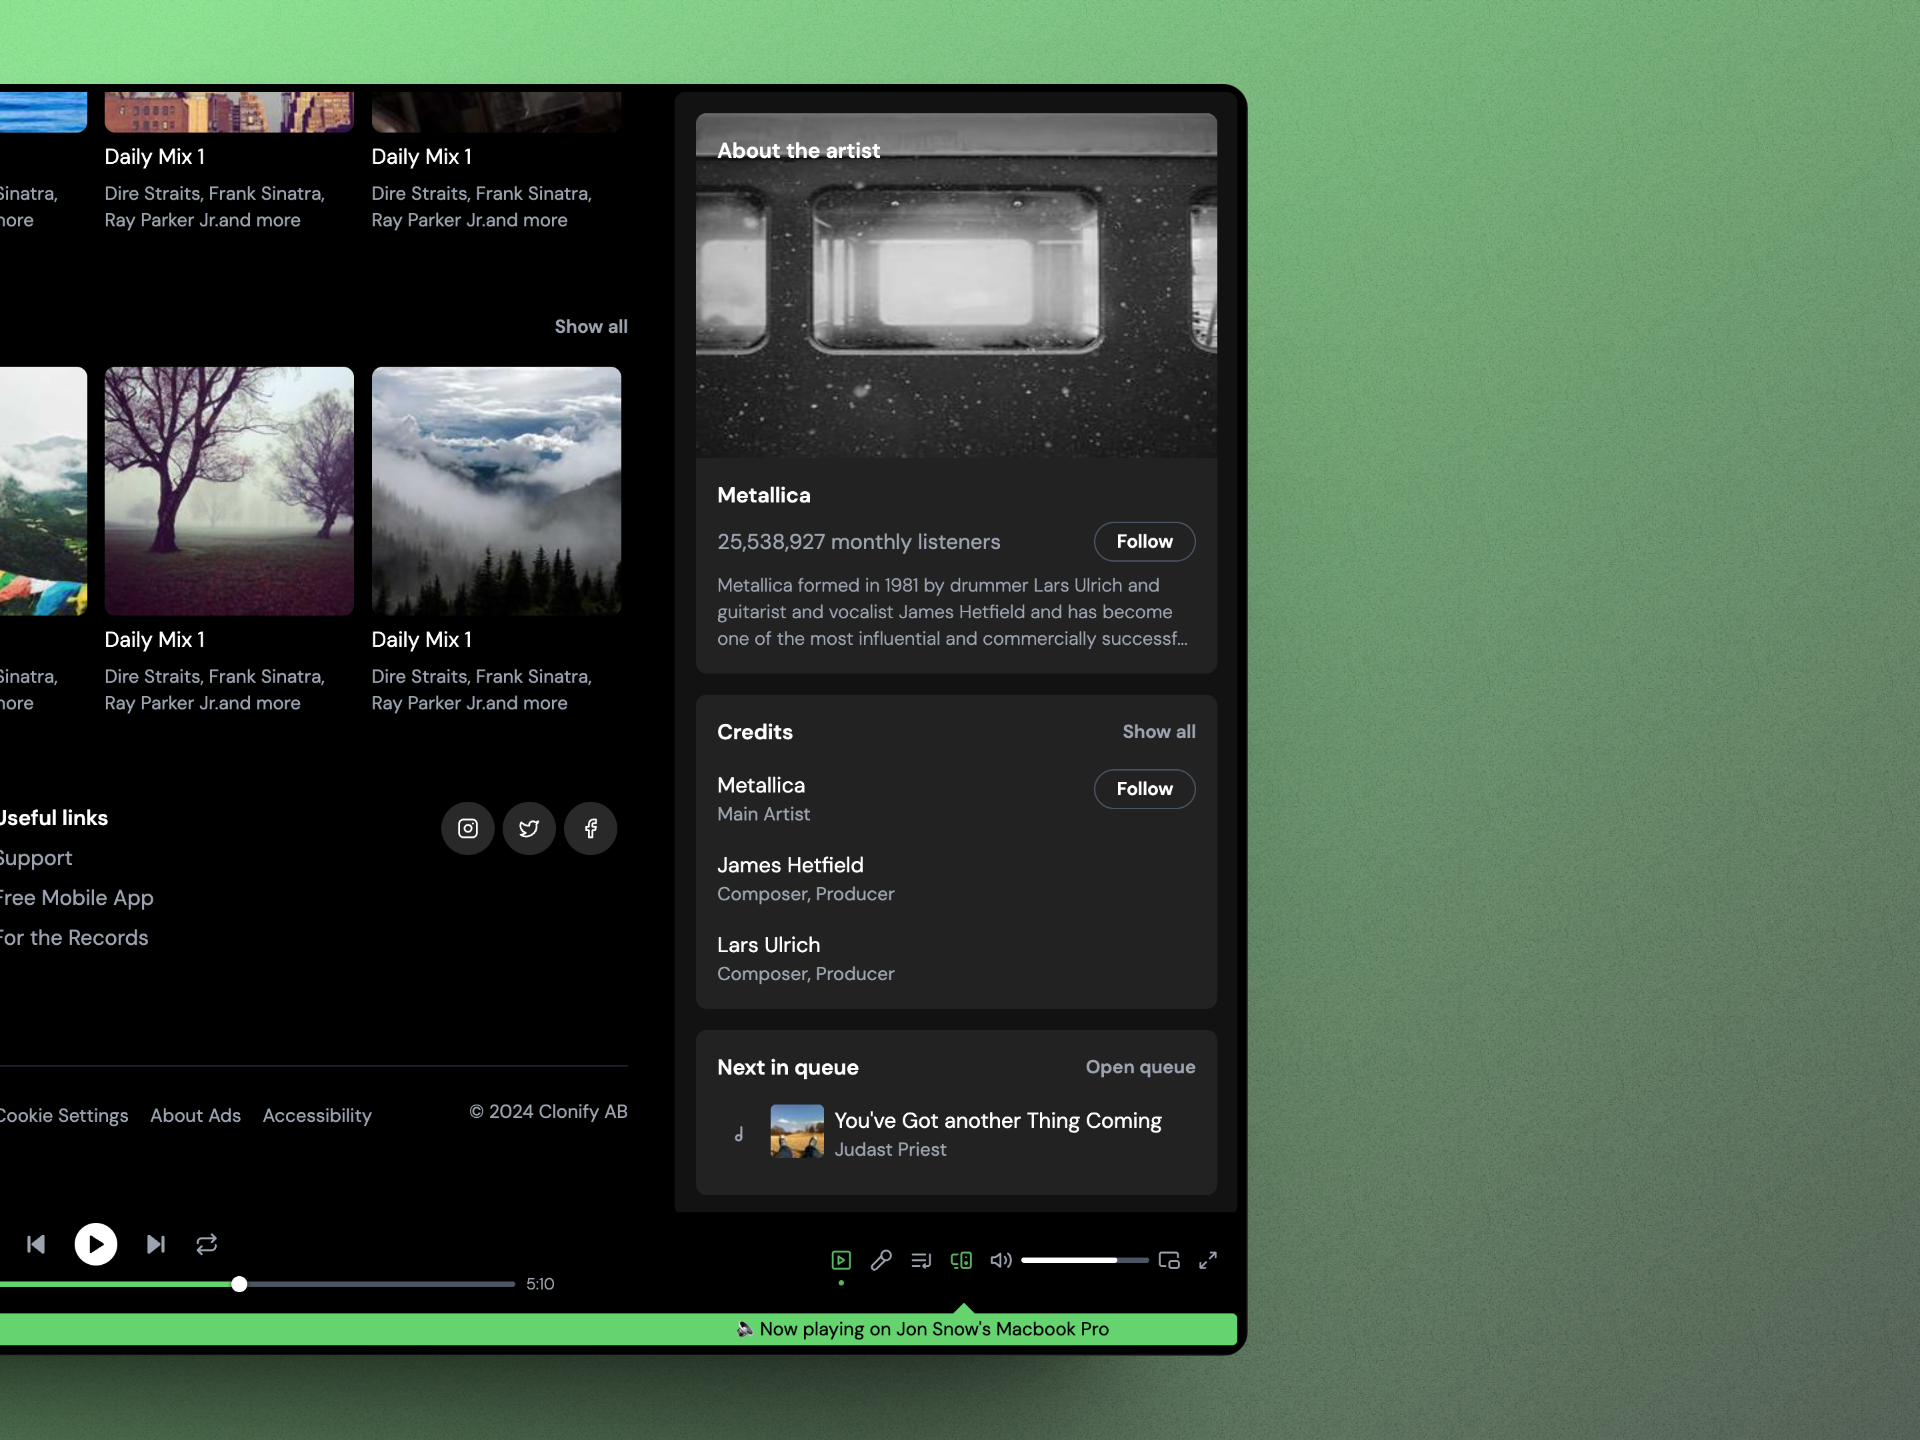 Daily Mix 1
Daily Mix 1
Sinatra,
more
Dire Straits, Frank Sinatra,
Ray Parker Jr.and more
Dire Straits, Frank Sinatra,
Ray Parker Jr.and more
Show all
Daily Mix 1
Daily Mix 1
Sinatra,
more
Dire Straits, Frank Sinatra,
Ray Parker Jr.and more
Dire Straits, Frank Sinatra,
Ray Parker Jr.and more
Useful links
Support
Free Mobile App
For the Records
Cookie Settings
About Ads
Accessibility
© 2024 Clonify AB
About the artist
Metallica
25,538,927 monthly listeners
Follow
Metallica formed in 1981 by drummer Lars Ulrich and
guitarist and vocalist James Hetfield and has become
one of the most influential and commercially successf...
Credits
Show all
Metallica
Main Artist
Follow
James Hetfield
Composer, Producer
Lars Ulrich
Composer, Producer
Next in queue
Open queue
You've Got another Thing Coming
Judast Priest
5:10
Now playing on Jon Snow's Macbook Pro